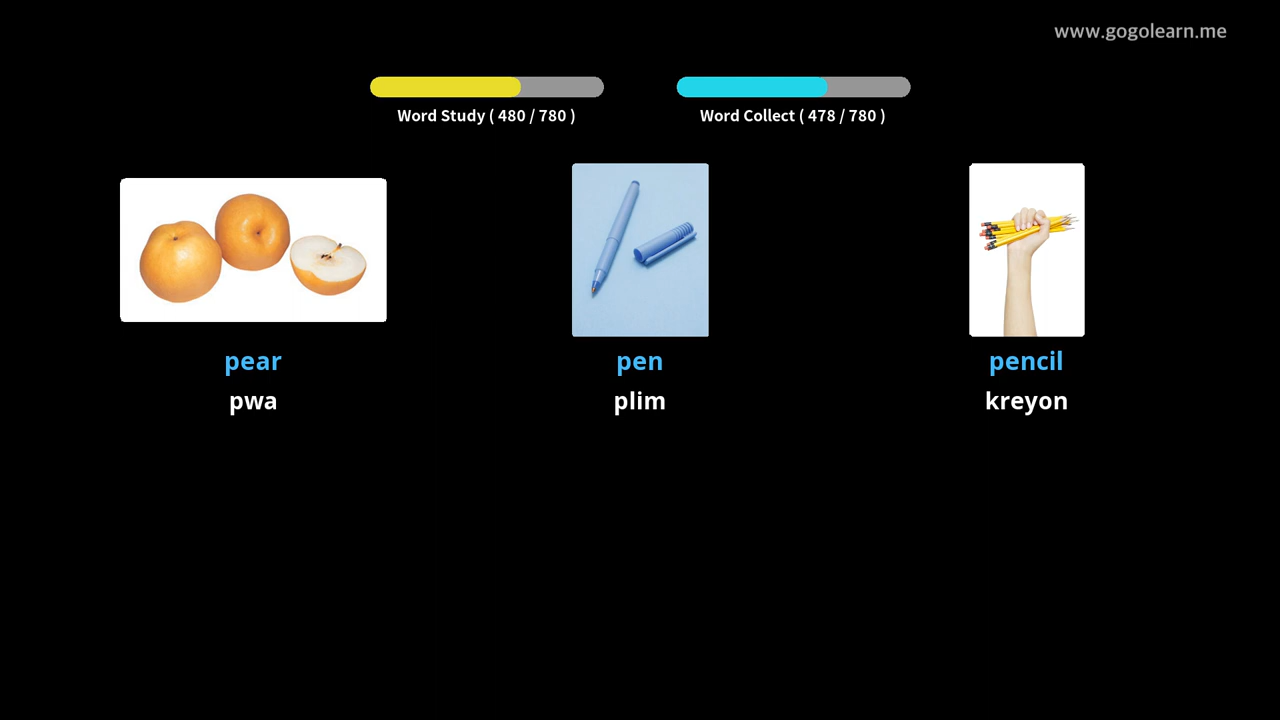 www.gogolearn.me
Word Study ( 480 / 780 )
Word Collect ( 478 / 780 )
pear
pen
pencil
pwa
plim
kreyon